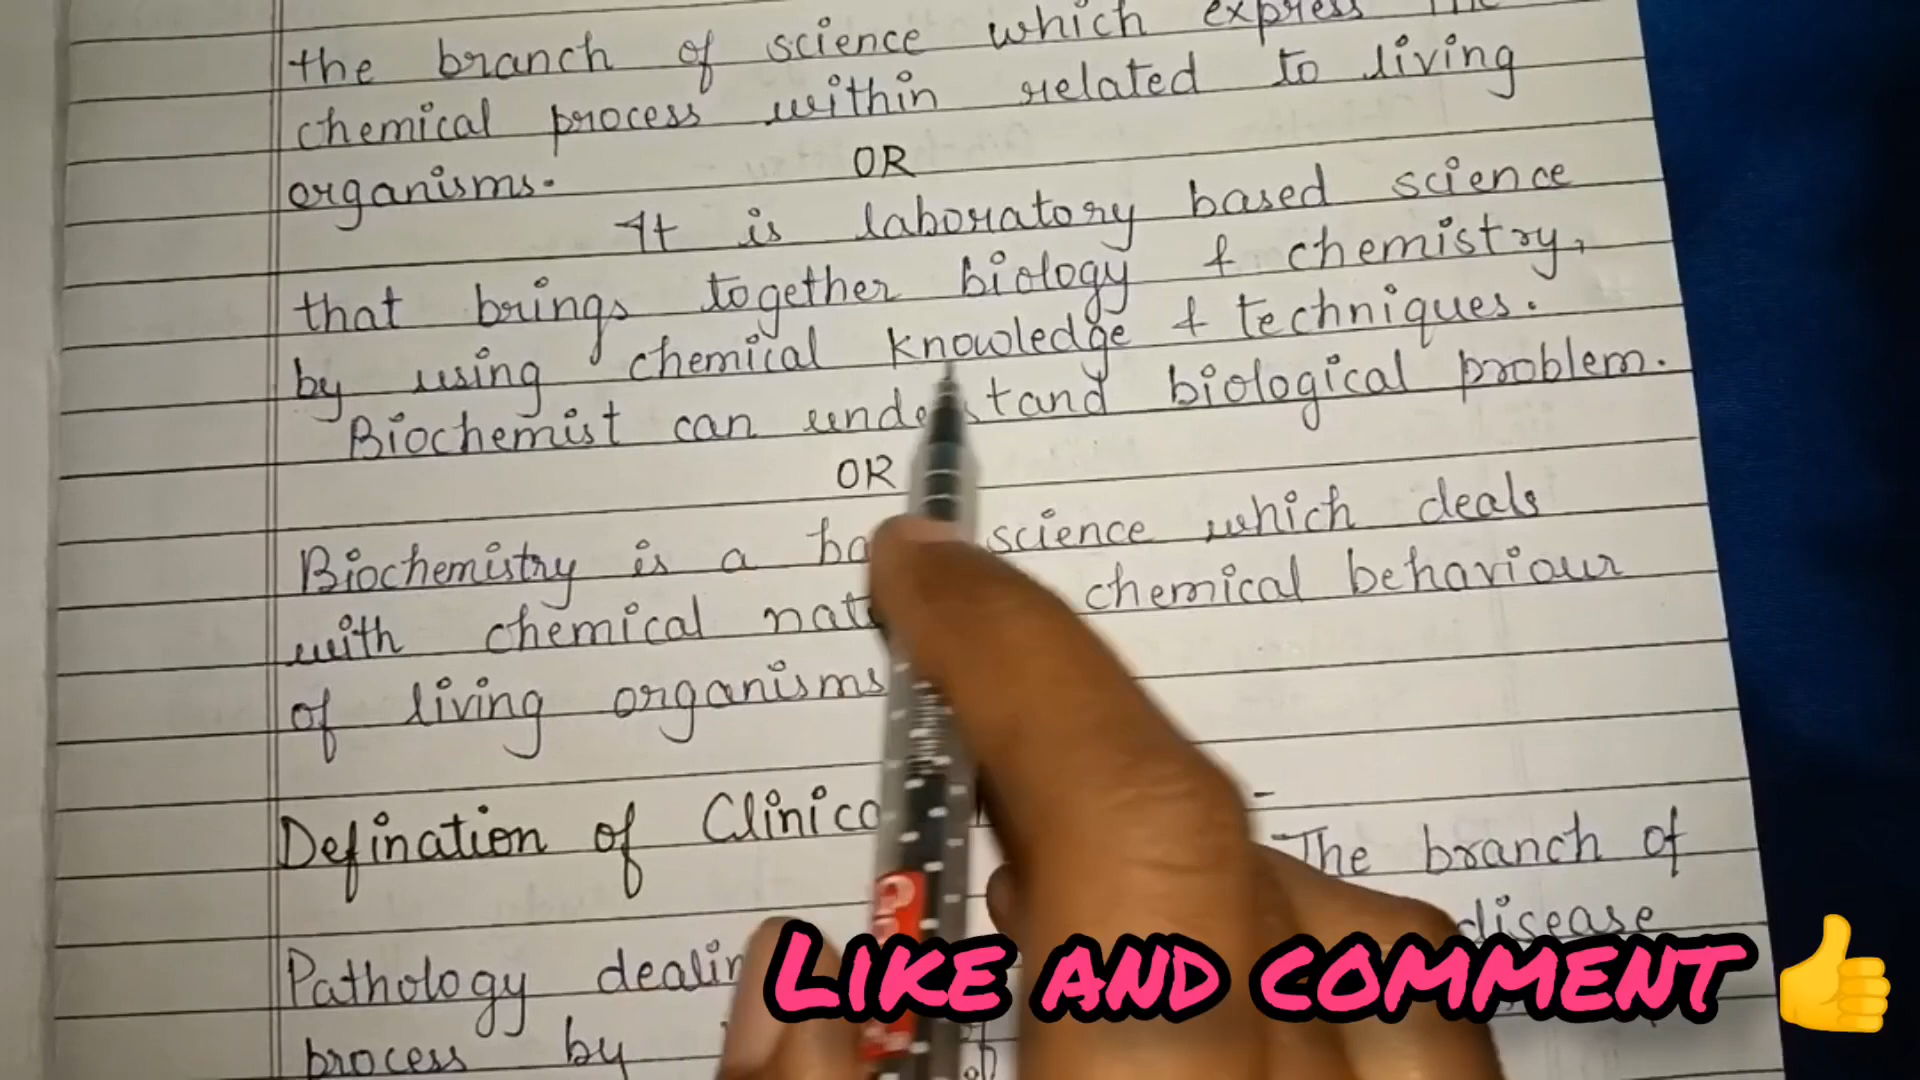 the branch of science which express the
chemical process within related to living
organisms.
OR
It is laboratory based science
that brings together biology & chemistry,
by using chemical knowledge & techniques.
Biochemist can understand biological problem.
OR
Biochemistry is a science which deals
with chemical chemical behaviour
of living organisms
Defination of
The branch of
disease
Pathology
process by
LIKE AND COMMENT 👍